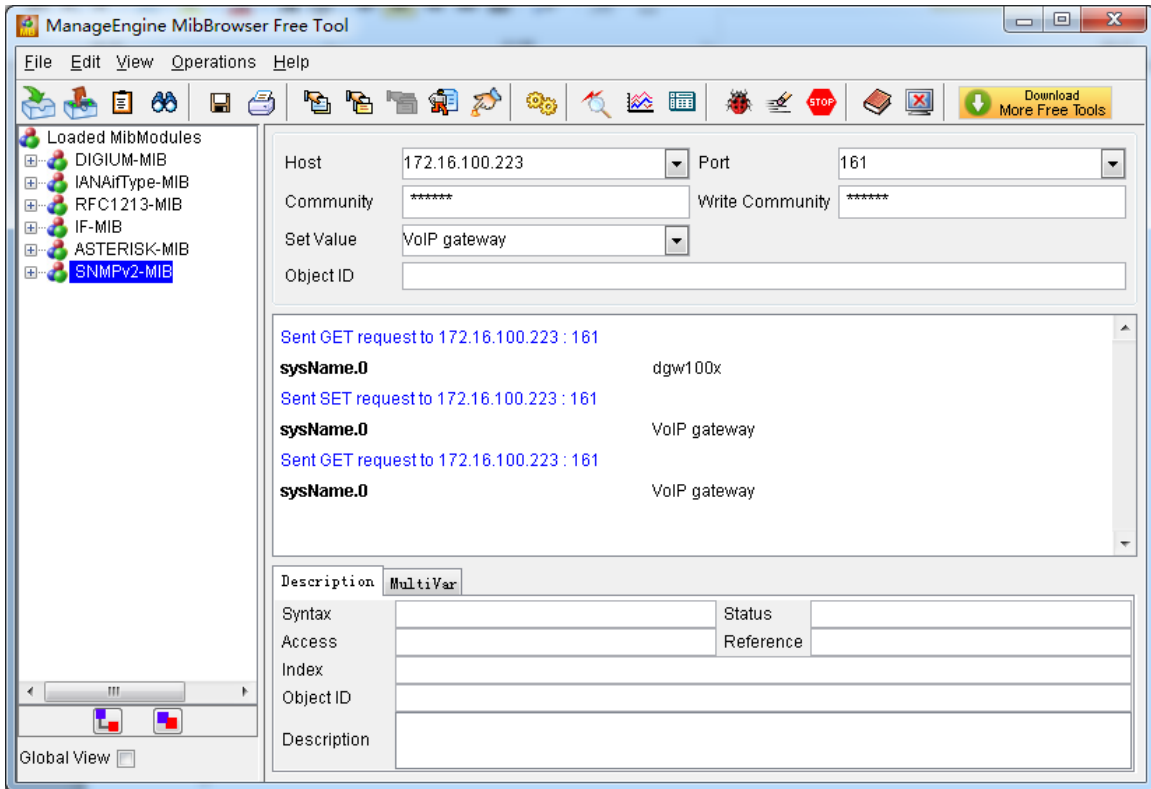 ManageEngine MibBrowser Free Tool
File Edit View Operations Help
STOP
Download
More Free Tools
Loaded MibModules
DIGIUM-MIB
IANAifType-MIB
RFC1213-MIB
IF-MIB
ASTERISK-MIB
SNMPv2-MIB
Global View
Host 172.16.100.223 Port 161
Community ****** Write Community ******
Set Value VoIP gateway
Object ID
Sent GET request to 172.16.100.223 : 161
sysName.0 dgw100x
Sent SET request to 172.16.100.223 : 161
sysName.0 VoIP gateway
Sent GET request to 172.16.100.223 : 161
sysName.0 VoIP gateway
Description MultiVar
Syntax Status
Access Reference
Index
Object ID
Description